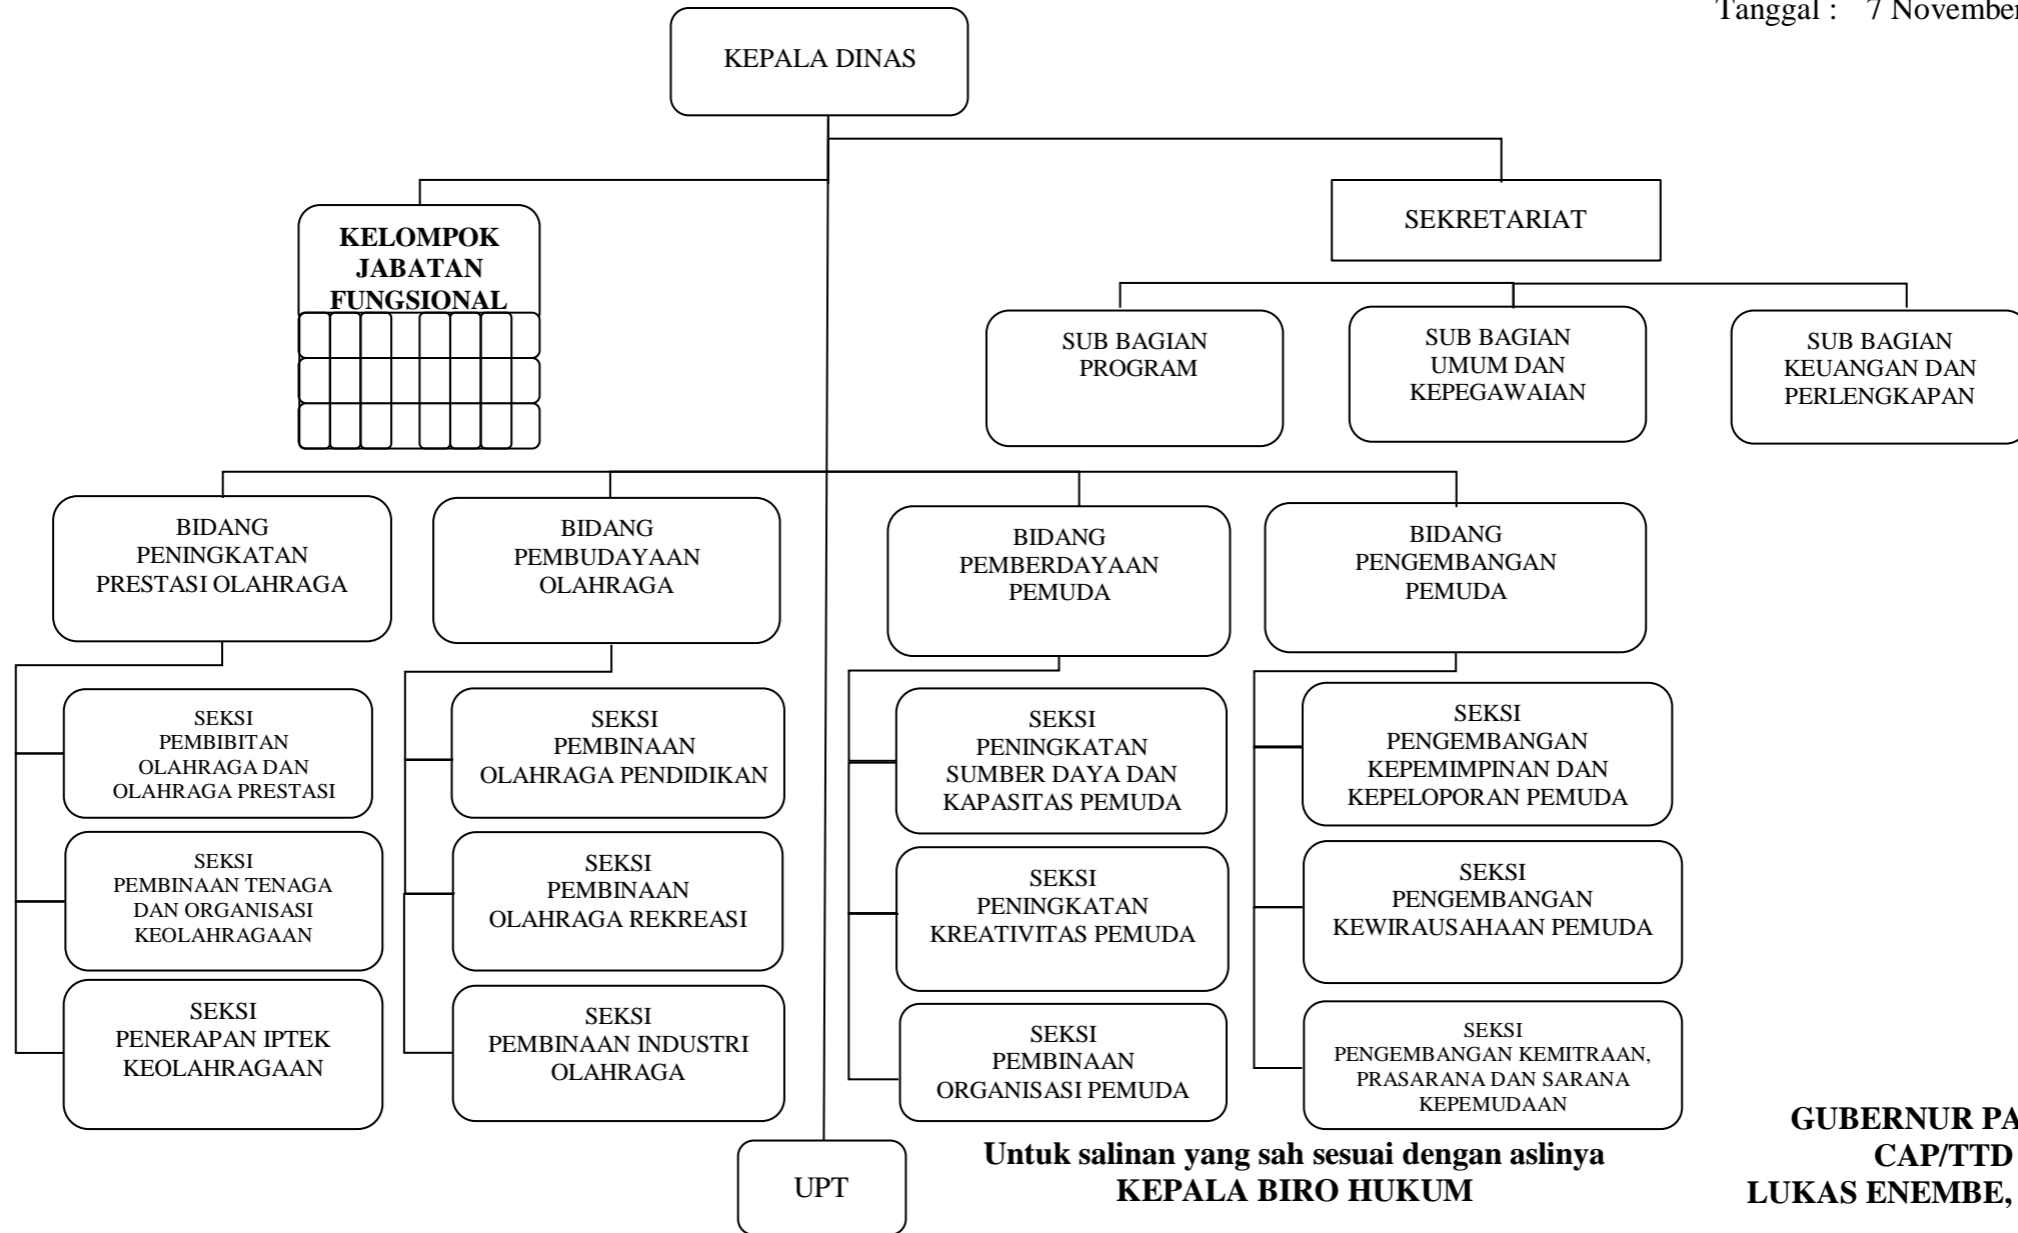 Tanggal : 7 November
KEPALA DINAS
KELOMPOK
JABATAN
FUNGSIONAL
SEKRETARIAT
SUB BAGIAN
PROGRAM
SUB BAGIAN
UMUM DAN
KEPEGAWAIAN
SUB BAGIAN
KEUANGAN DAN
PERLENGKAPAN
BIDANG
PENINGKATAN
PRESTASI OLAHRAGA
BIDANG
PEMBUDAYAAN
OLAHRAGA
BIDANG
PEMBERDAYAAN
PEMUDA
BIDANG
PENGEMBANGAN
PEMUDA
SEKSI
PEMBIBITAN
OLAHRAGA DAN
OLAHRAGA PRESTASI
SEKSI
PEMBINAAN
OLAHRAGA PENDIDIKAN
SEKSI
PENINGKATAN
SUMBER DAYA DAN
KAPASITAS PEMUDA
SEKSI
PENGEMBANGAN
KEPEMIMPINAN DAN
KEPELOPORAN PEMUDA
SEKSI
PEMBINAAN TENAGA
DAN ORGANISASI
KEOLAHRAGAAN
SEKSI
PEMBINAAN
OLAHRAGA REKREASI
SEKSI
PENINGKATAN
KREATIVITAS PEMUDA
SEKSI
PENGEMBANGAN
KEWIRAUSAHAAN PEMUDA
SEKSI
PENERAPAN IPTEK
KEOLAHRAGAAN
SEKSI
PEMBINAAN INDUSTRI
OLAHRAGA
SEKSI
PEMBINAAN
ORGANISASI PEMUDA
SEKSI
PENGEMBANGAN KEMITRAAN,
PRASARANA DAN SARANA
KEPEMUDAAN
UPT
Untuk salinan yang sah sesuai dengan aslinya
KEPALA BIRO HUKUM
GUBERNUR PA
CAP/TTD
LUKAS ENEMBE,